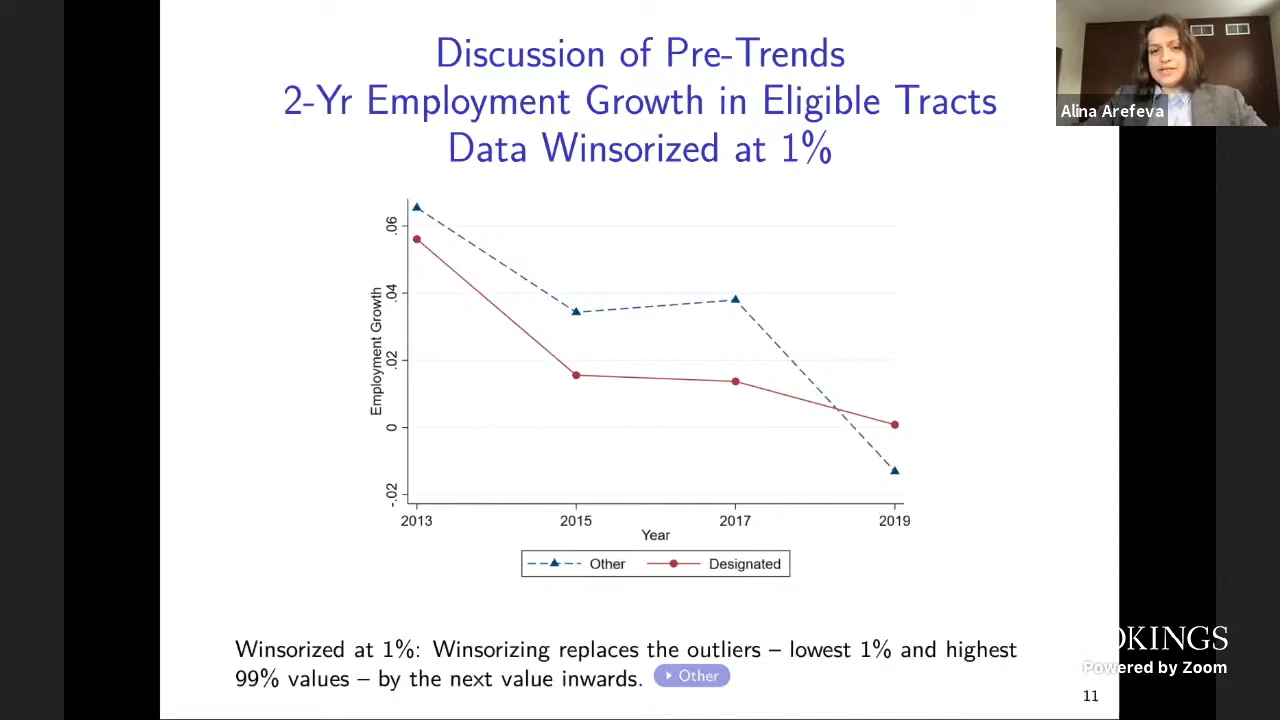 Discussion of Pre-Trends
2-Yr Employment Growth in Eligible Tracts
Data Winsorized at 1%
Alina Arefeva
Employment Growth
.06
.04
.02
0
-.02
2013 2015 2017 2019
Year
Other Designated
Winsorized at 1%: Winsorizing replaces the outliers – lowest 1% and highest
99% values – by the next value inwards. Other
OKINGS
Powered by Zoom
11